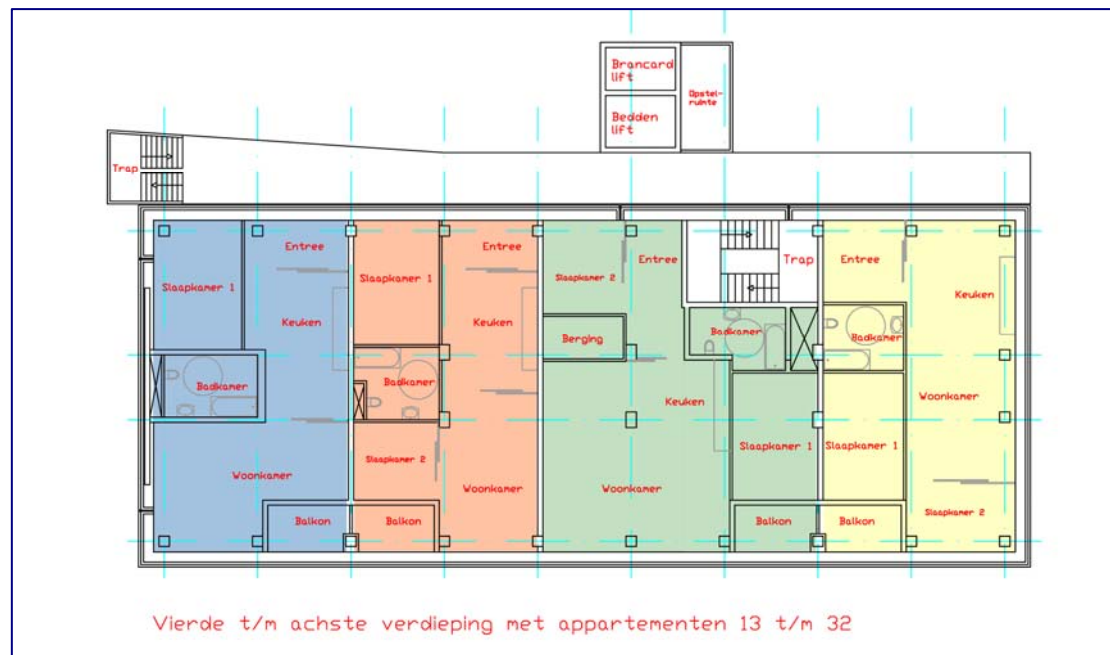 Brancard
lift
Bedden
lift
Opstel-
ruimte
Trap
Entree
Slaapkamer 1
Keuken
Badkamer
Woonkamer
Balkon
Entree
Slaapkamer 1
Keuken
Badkamer
Slaapkamer 2
Woonkamer
Balkon
Slaapkamer 2
Entree
Berging
Badkamer
Keuken
Slaapkamer 1
Woonkamer
Balkon
Trap
Entree
Keuken
Badkamer
Woonkamer
Slaapkamer 1
Slaapkamer 2
Balkon
Vierde t/m achste verdieping met appartementen 13 t/m 32